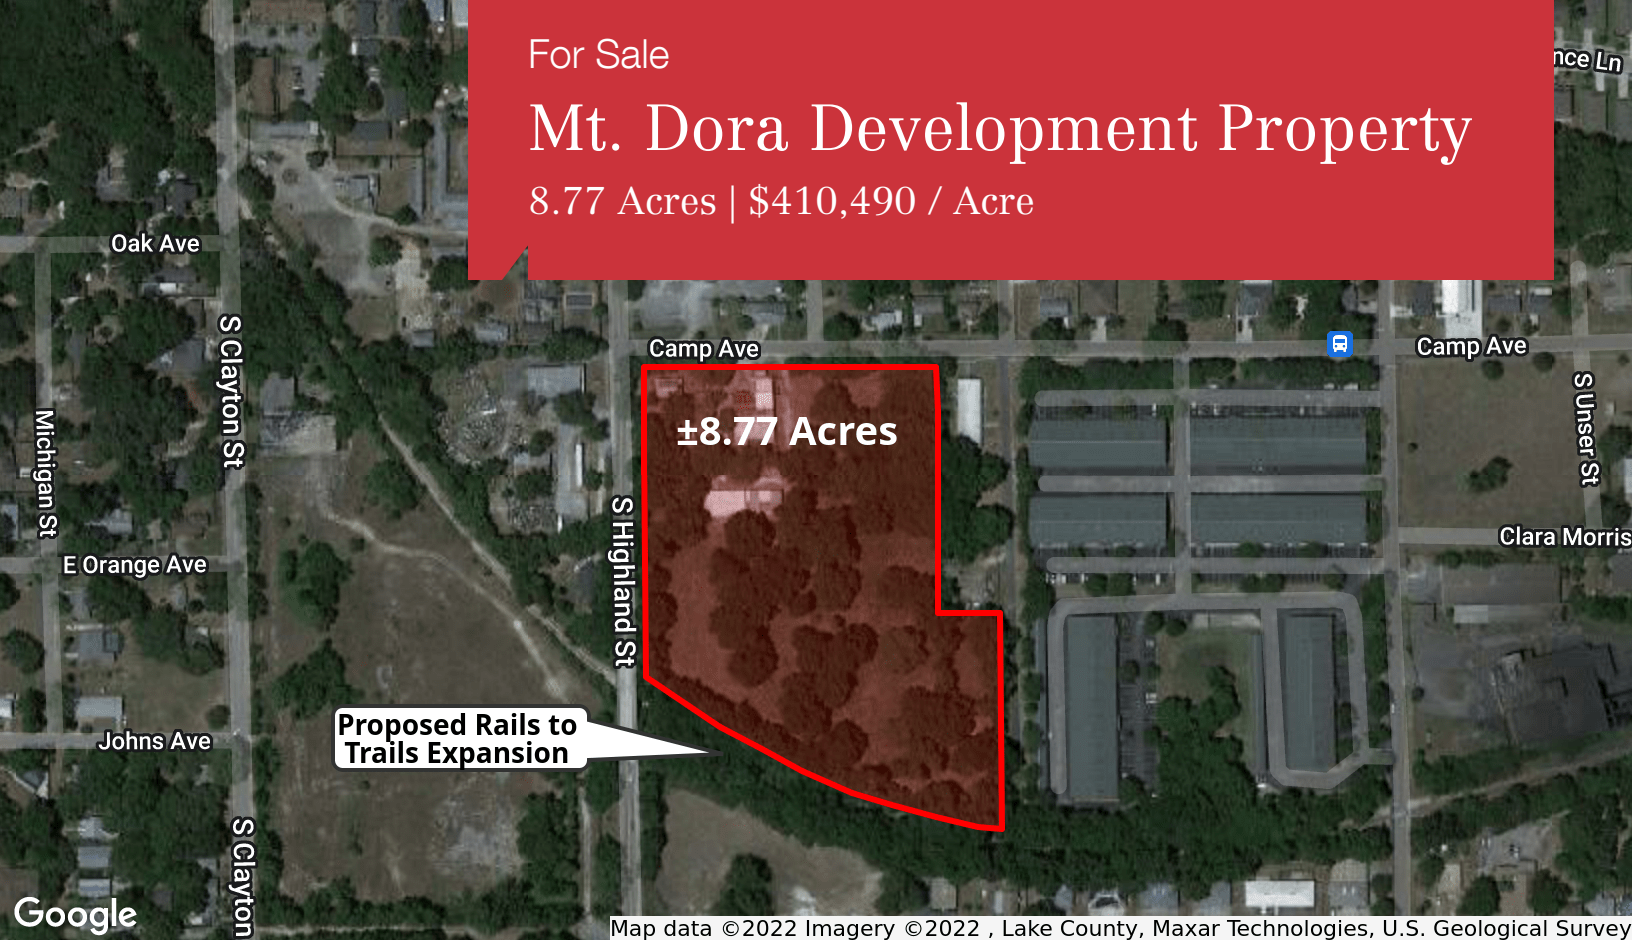 For Sale
Mt. Dora Development Property
8.77 Acres | $410,490 / Acre
nce Ln
Oak Ave
S Clayton St
Camp Ave
Camp Ave
S Unser St
Michigan St
±8.77 Acres
S Highland St
Clara Morris
E Orange Ave
Proposed Rails to
Trails Expansion
Johns Ave
S Clayton
Google
Map data ©2022 Imagery ©2022 , Lake County, Maxar Technologies, U.S. Geological Survey